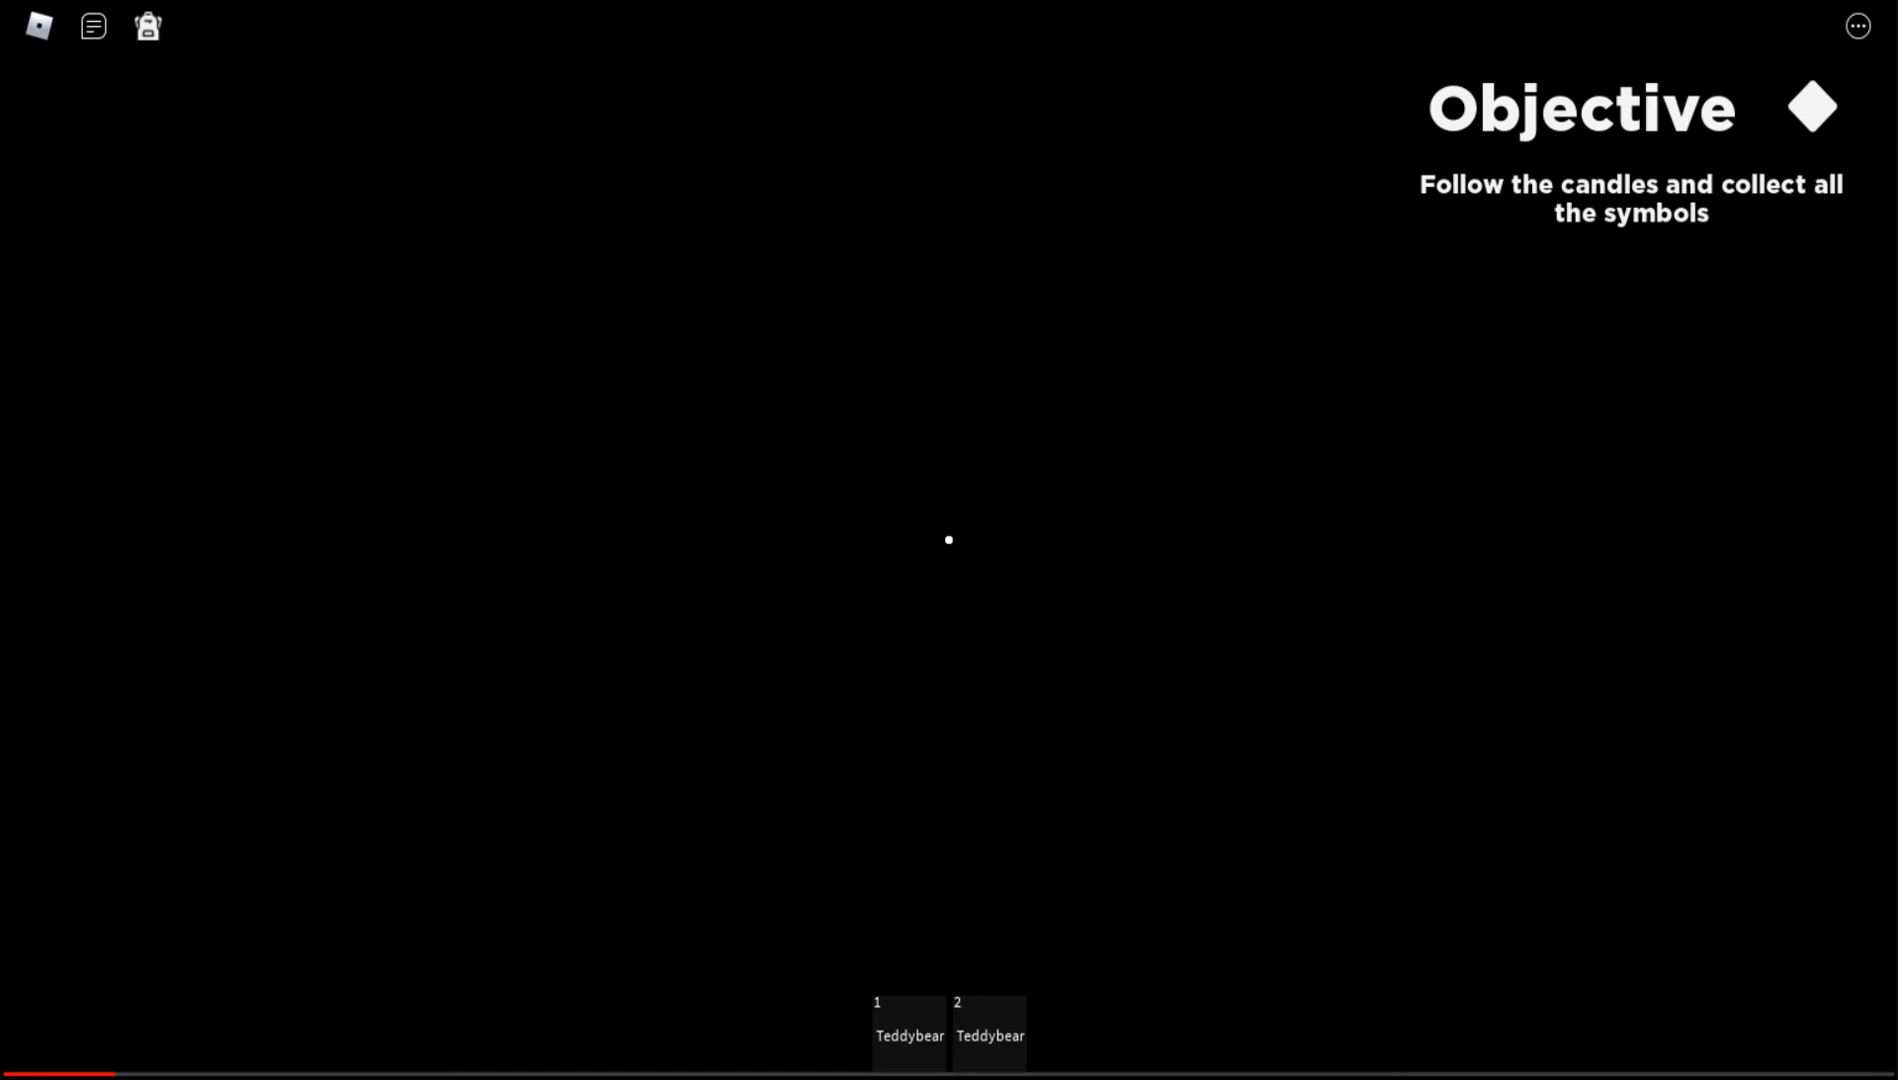 Objective
Follow the candles and collect all
the symbols
1
Teddybear
2
Teddybear